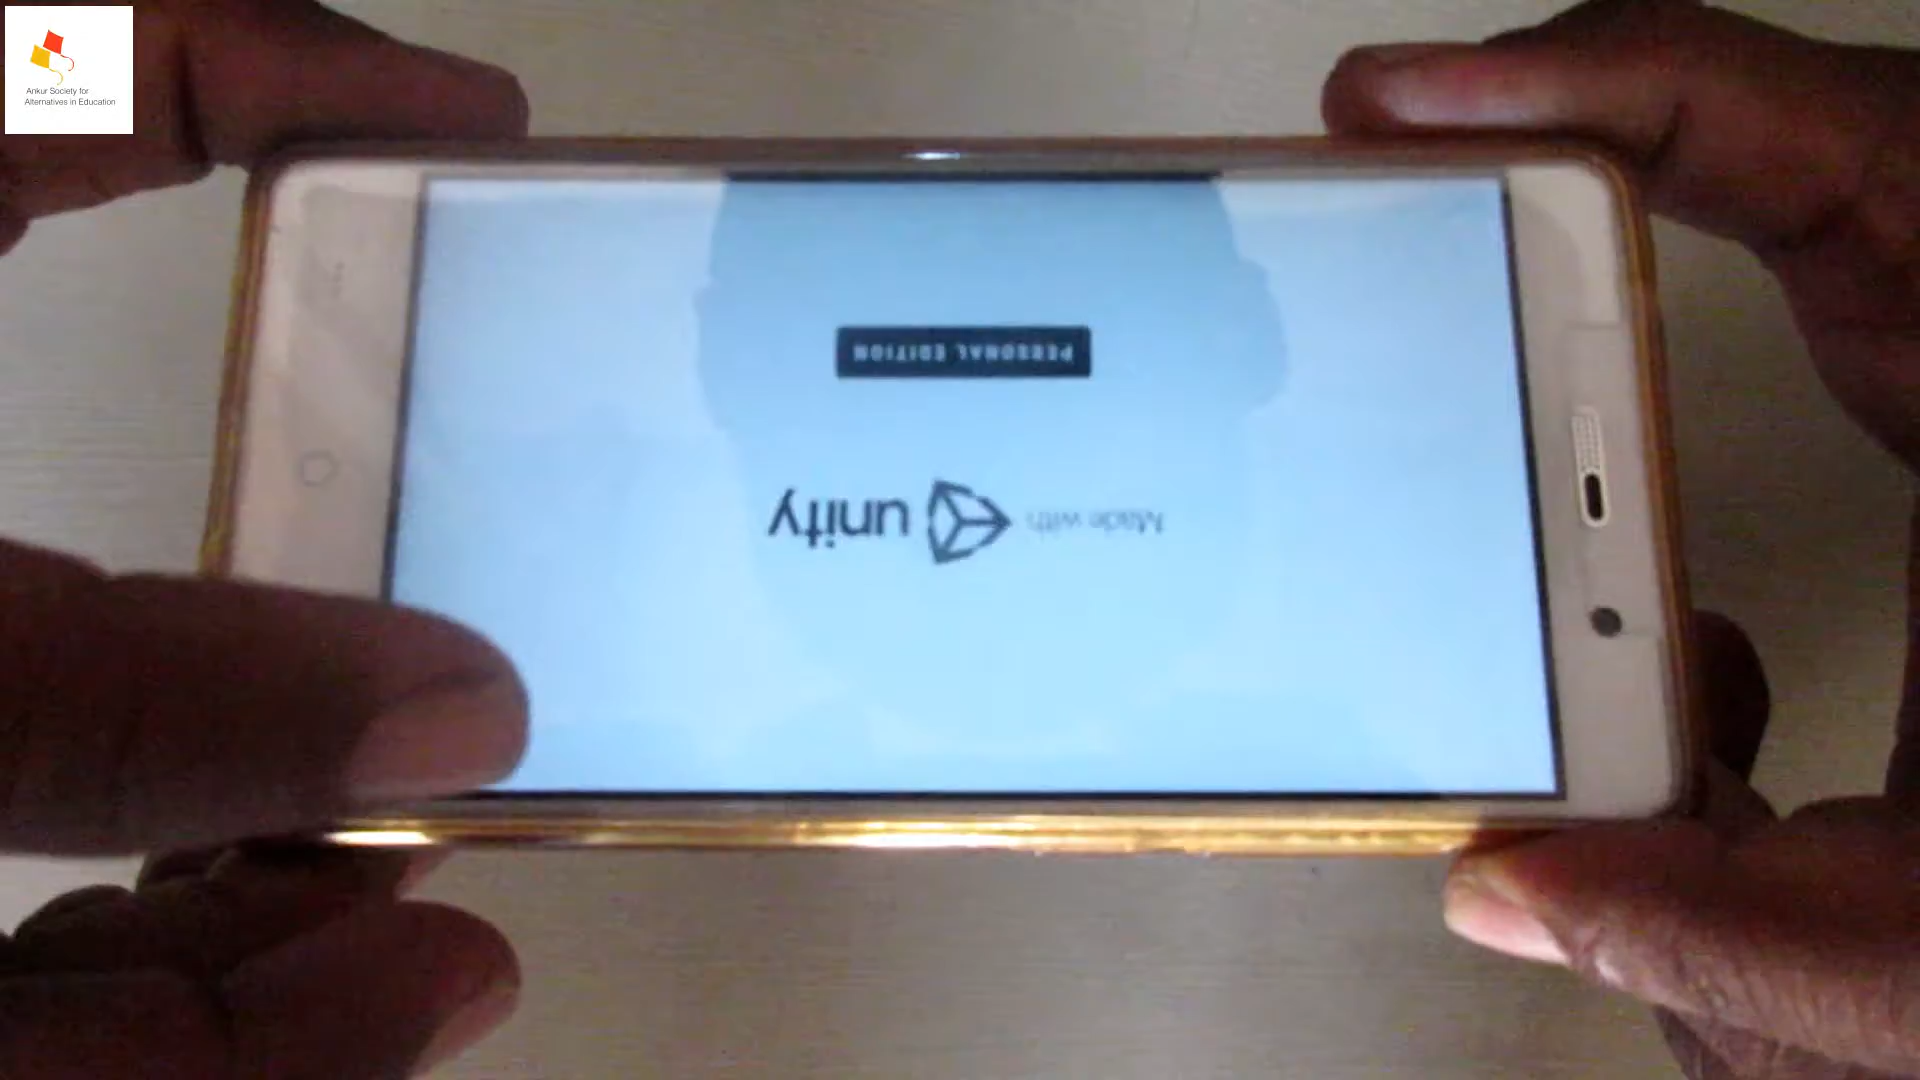 Ankur Society for
Alternatives in Education
Made with unity
PERSONAL EDITION